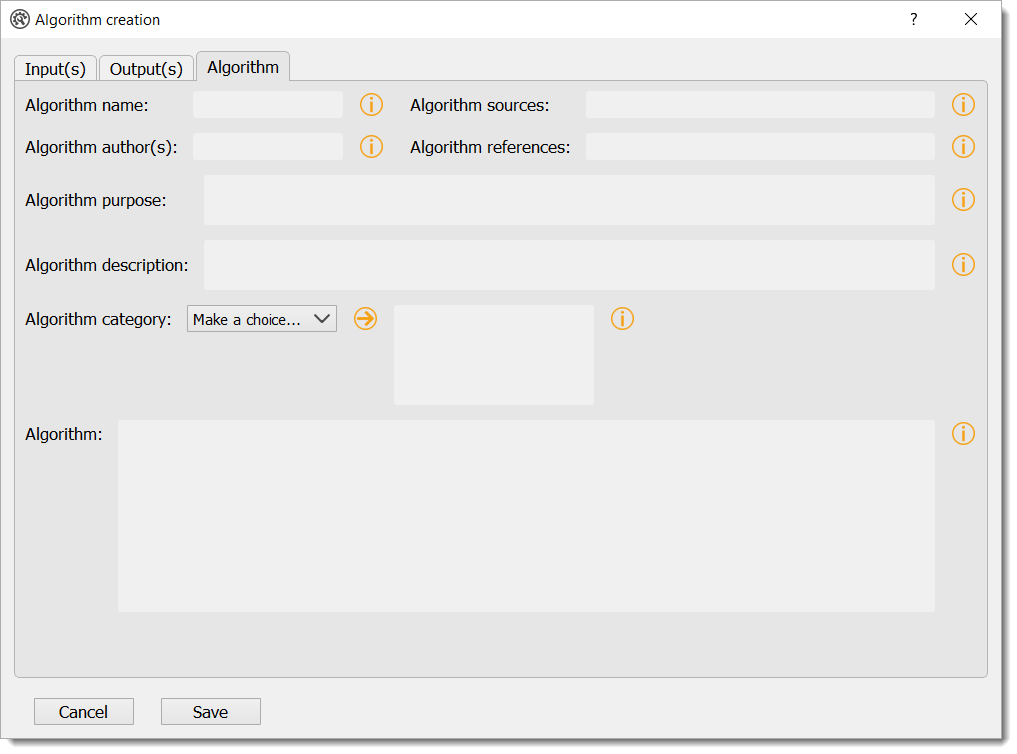 Algorithm creation
?
Input(s) Output(s) Algorithm
Algorithm name: Algorithm sources:
Algorithm author(s): Algorithm references:
Algorithm purpose:
Algorithm description:
Algorithm category: Make a choice...
Algorithm:
Cancel Save